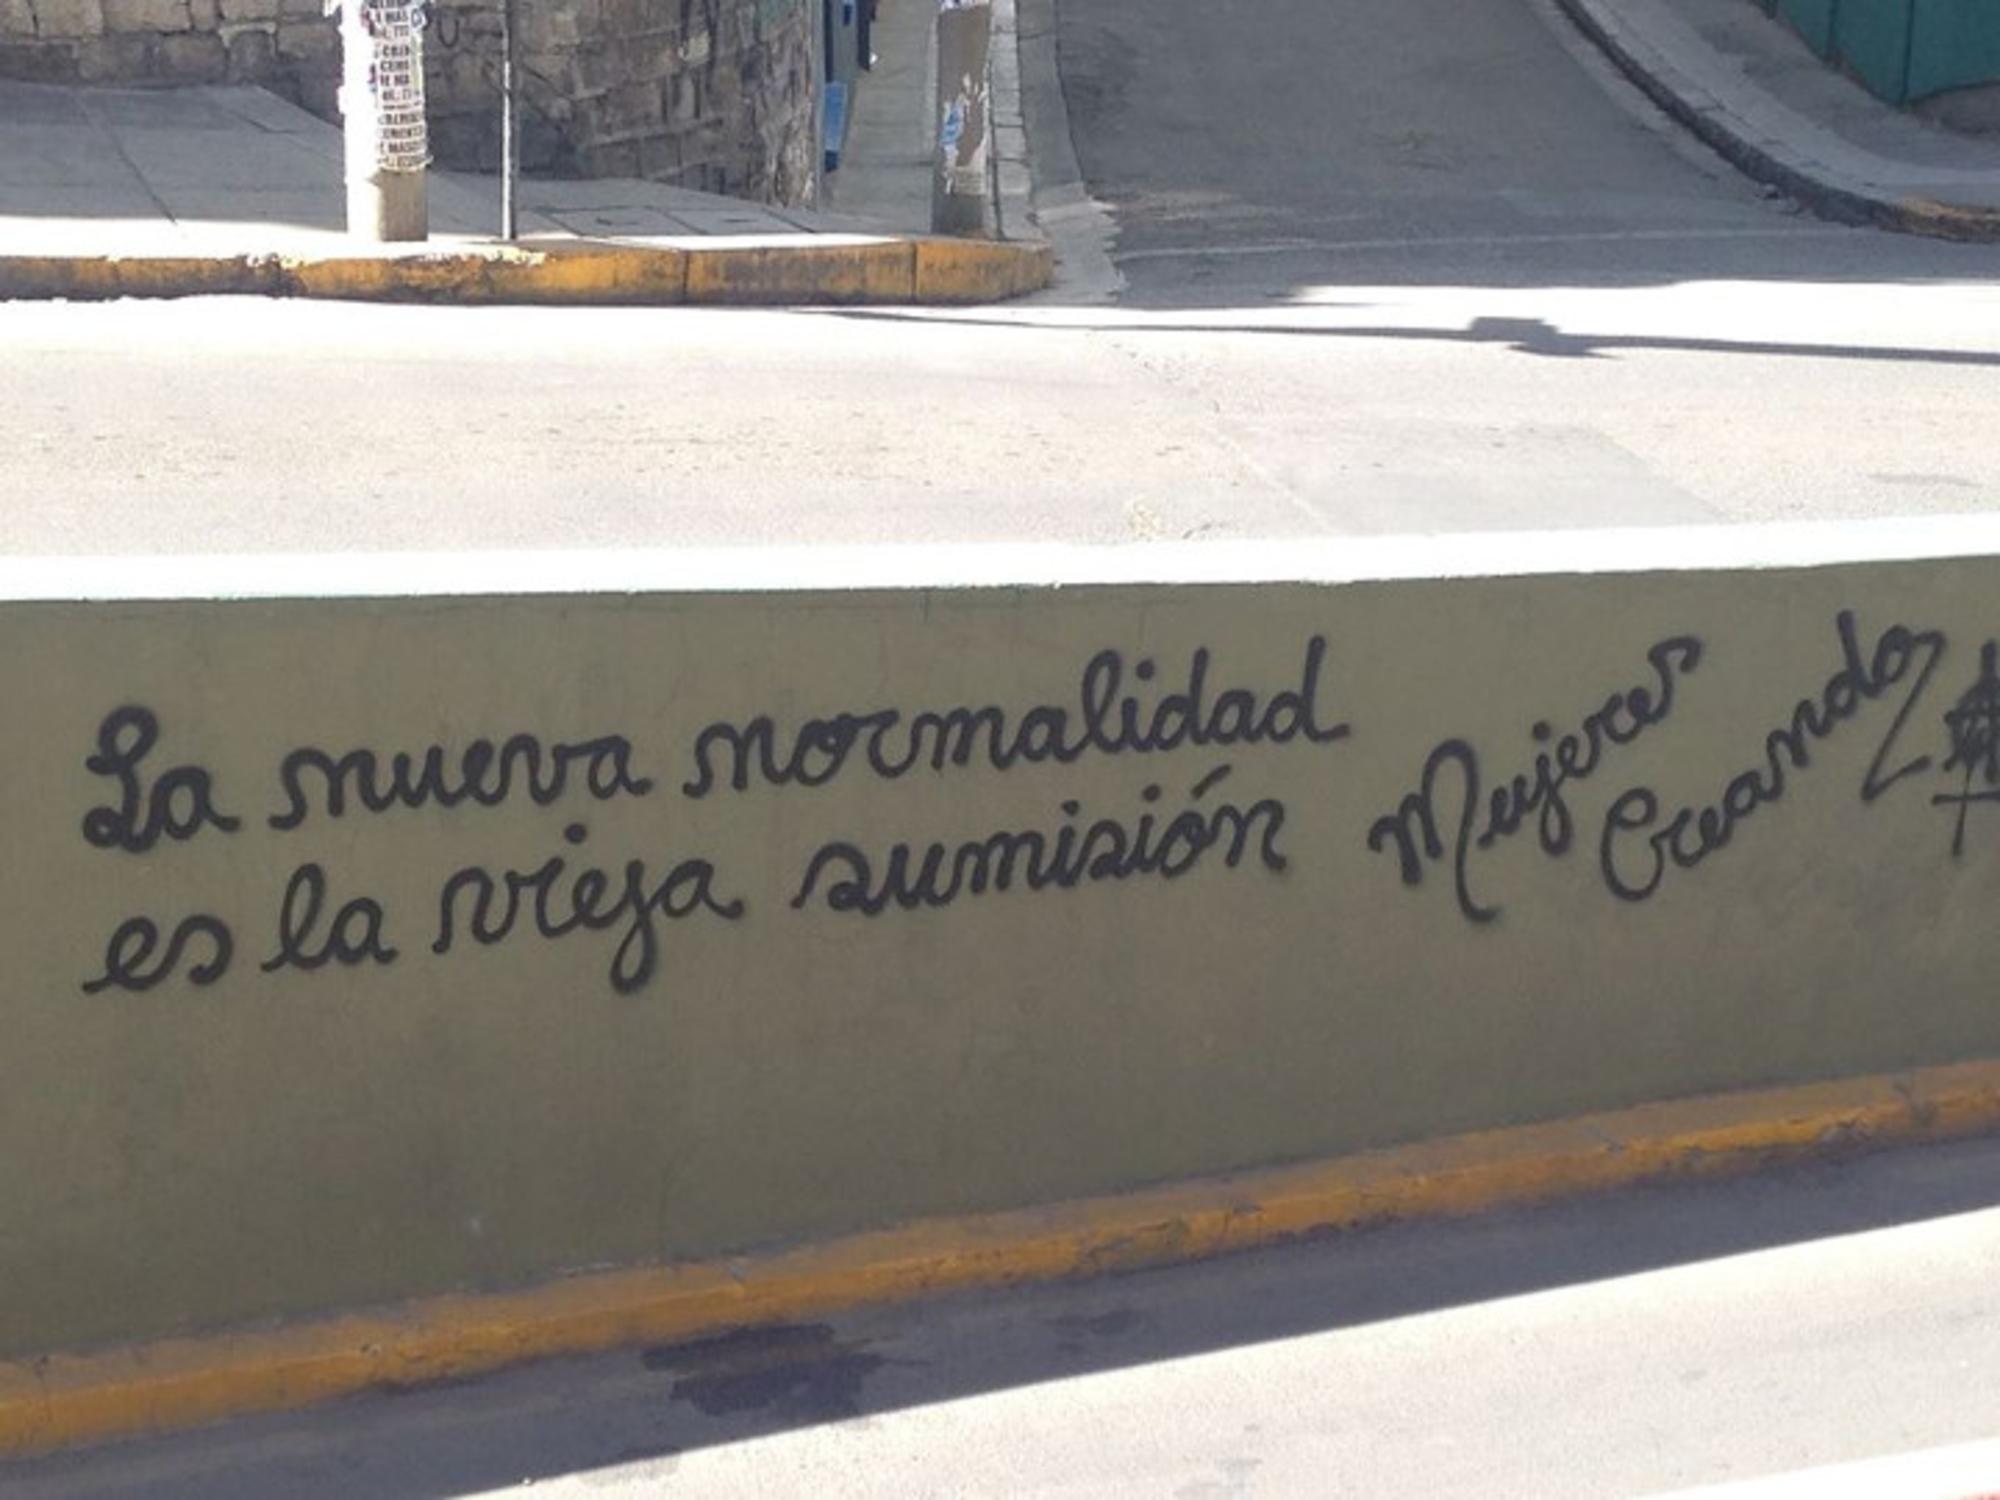 La nueva normalidad
es la vieja sumisión
Mujeres
Creando